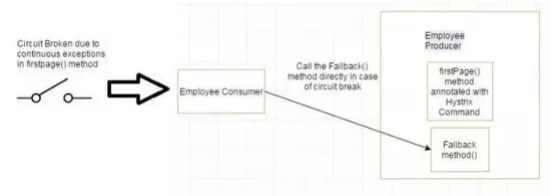 Circuit Broken due to
continuous exceptions
in firstpage() method
Employee Consumer
Call the Fallback()
method directly in case
of circuit break
Employee
Producer
firstPage()
method
annotated with
Hystrix
Command
Fallback
method()